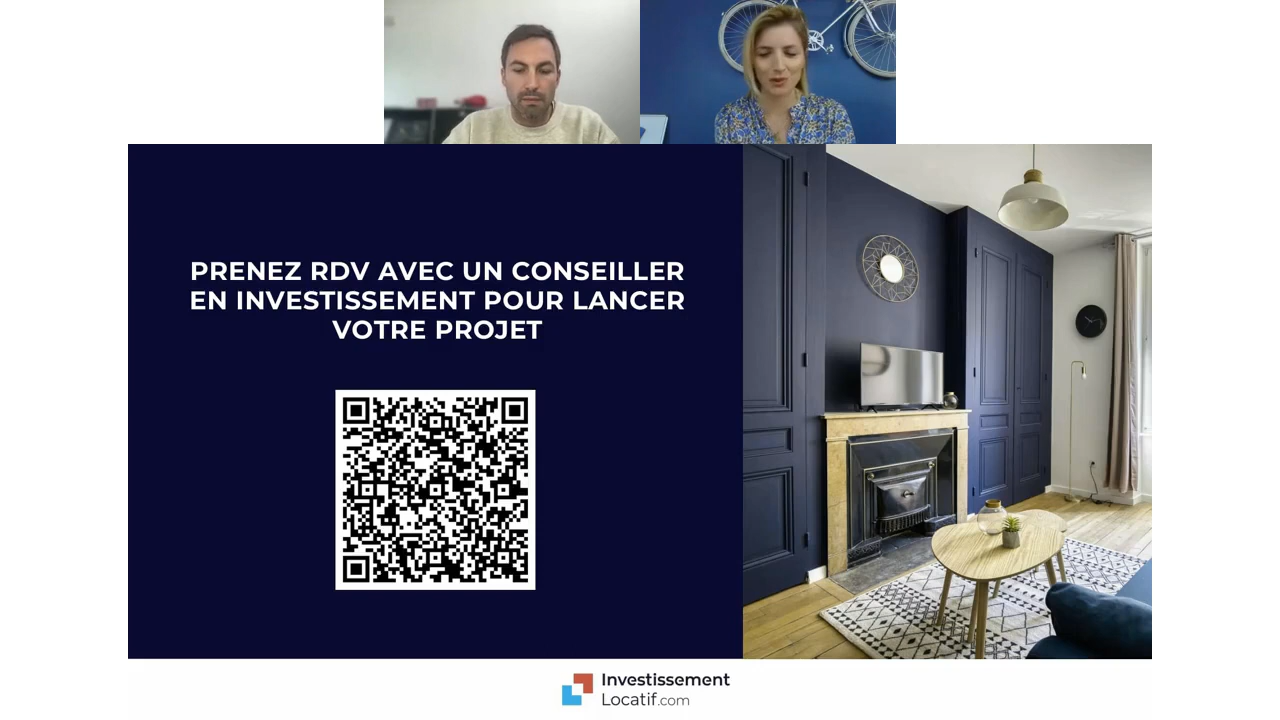 PRENEZ RDV AVEC UN CONSEILLER
EN INVESTISSEMENT POUR LANCER
VOTRE PROJET
Investissement
Locatif.com